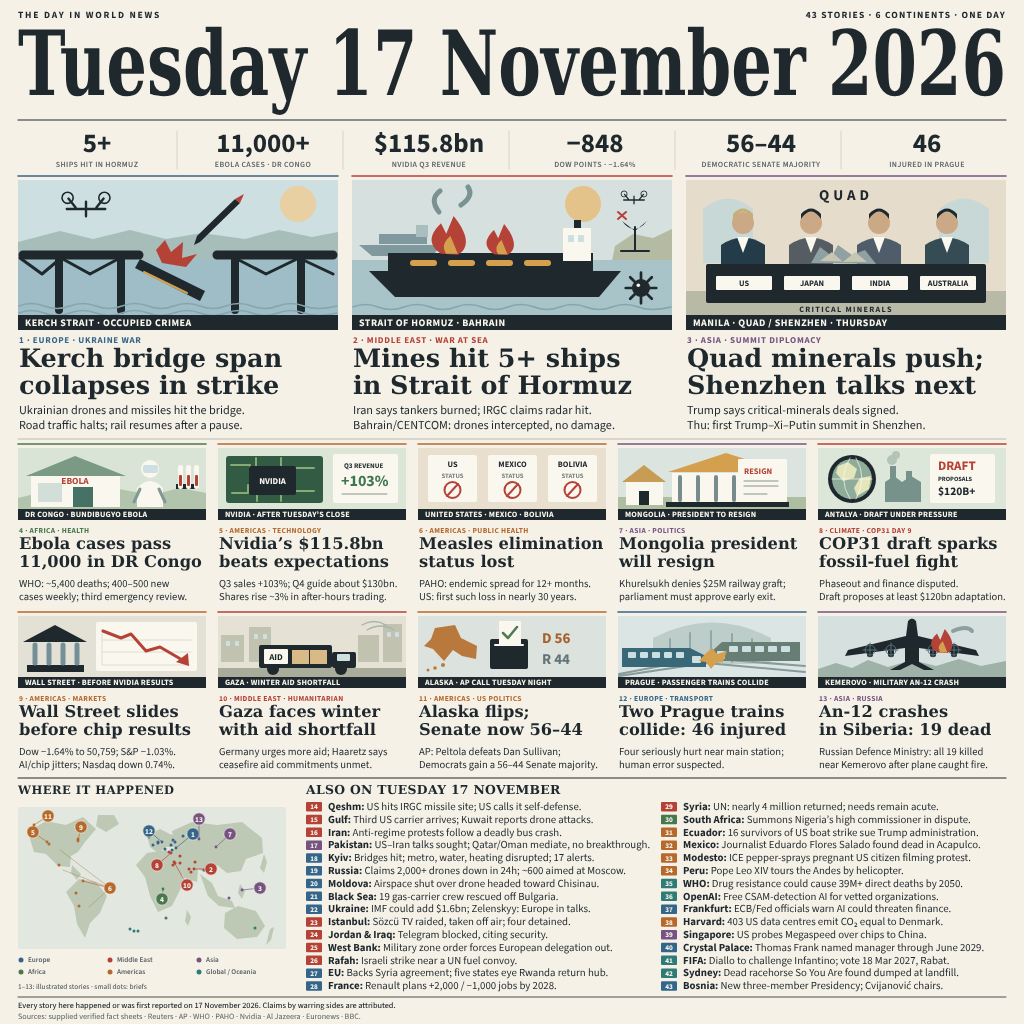 THE DAY IN WORLD NEWS
43 STORIES · 6 CONTINENTS · ONE DAY
Tuesday 17 November 2026
5+
SHIPS HIT IN HORMUZ
11,000+
EBOLA CASES · DR CONGO
$115.8bn
NVIDIA Q3 REVENUE
−848
DOW POINTS · −1.64%
56–44
DEMOCRATIC SENATE MAJORITY
46
INJURED IN PRAGUE
KERCH STRAIT · OCCUPIED CRIMEA
1 · EUROPE · UKRAINE WAR
Kerch bridge span
collapses in strike
Ukrainian drones and missiles hit the bridge.
Road traffic halts; rail resumes after a pause.
STRAIT OF HORMUZ · BAHRAIN
2 · MIDDLE EAST · WAR AT SEA
Mines hit 5+ ships
in Strait of Hormuz
Iran says tankers burned; IRGC claims radar hit.
Bahrain/CENTCOM: drones intercepted, no damage.
QUAD
US
JAPAN
INDIA
AUSTRALIA
CRITICAL MINERALS
MANILA · QUAD / SHENZHEN · THURSDAY
3 · ASIA · SUMMIT DIPLOMACY
Quad minerals push;
Shenzhen talks next
Trump says critical-minerals deals signed.
Thu: first Trump–Xi–Putin summit in Shenzhen.
EBOLA
DR CONGO · BUNDIBUGYO EBOLA
4 · AFRICA · HEALTH
Ebola cases pass
11,000 in DR Congo
WHO: ~5,400 deaths; 400–500 new
cases weekly; third emergency review.
NVIDIA
Q3 REVENUE
+103%
NVIDIA · AFTER TUESDAY'S CLOSE
5 · AMERICAS · TECHNOLOGY
Nvidia's $115.8bn
beats expectations
Q3 sales +103%; Q4 guide about $130bn.
Shares rise ~3% in after-hours trading.
US
STATUS
MEXICO
STATUS
BOLIVIA
STATUS
UNITED STATES · MEXICO · BOLIVIA
6 · AMERICAS · PUBLIC HEALTH
Measles elimination
status lost
PAHO: endemic spread for 12+ months.
US: first such loss in nearly 30 years.
RESIGN
MONGOLIA · PRESIDENT TO RESIGN
7 · ASIA · POLITICS
Mongolia president
will resign
Khurelsukh denies $25M railway graft;
parliament must approve early exit.
DRAFT
PROPOSALS
$120B+
ANTALYA · DRAFT UNDER PRESSURE
8 · CLIMATE · COP31 DAY 9
COP31 draft sparks
fossil-fuel fight
Phaseout and finance disputed.
Draft proposes at least $120bn adaptation.
WALL STREET · BEFORE NVIDIA RESULTS
9 · AMERICAS · MARKETS
Wall Street slides
before chip results
Dow −1.64% to 50,759; S&P −1.03%.
AI/chip jitters; Nasdaq down 0.74%.
AID
GAZA · WINTER AID SHORTFALL
10 · MIDDLE EAST · HUMANITARIAN
Gaza faces winter
with aid shortfall
Germany urges more aid; Haaretz says
ceasefire aid commitments unmet.
D 56
R 44
ALASKA · AP CALL TUESDAY NIGHT
11 · AMERICAS · US POLITICS
Alaska flips;
Senate now 56–44
AP: Peltola defeats Dan Sullivan;
Democrats gain a 56–44 Senate majority.
PRAGUE · PASSENGER TRAINS COLLIDE
12 · EUROPE · TRANSPORT
Two Prague trains
collide: 46 injured
Four seriously hurt near main station;
human error suspected.
KEMEROVO · MILITARY AN-12 CRASH
13 · ASIA · RUSSIA
An-12 crashes
in Siberia: 19 dead
Russian Defence Ministry: all 19 killed
near Kemerovo after plane caught fire.
WHERE IT HAPPENED
11
5
9
12
1
13
7
8
2
10
6
4
3
Europe
Middle East
Asia
Africa
Americas
Global / Oceania
1–13: illustrated stories · small dots: briefs
ALSO ON TUESDAY 17 NOVEMBER
14 Qeshm: US hits IRGC missile site; US calls it self-defense.
15 Gulf: Third US carrier arrives; Kuwait reports drone attacks.
16 Iran: Anti-regime protests follow a deadly bus crash.
17 Pakistan: US–Iran talks sought; Qatar/Oman mediate, no breakthrough.
18 Kyiv: Bridges hit; metro, water, heating disrupted; 17 alerts.
19 Russia: Claims 2,000+ drones down in 24h; ~600 aimed at Moscow.
20 Moldova: Airspace shut over drone headed toward Chisinau.
21 Black Sea: 19 gas-carrier crew rescued off Bulgaria.
22 Ukraine: IMF could add $1.6bn; Zelenskyy: Europe in talks.
23 Istanbul: Sözcü TV raided, taken off air; four detained.
24 Jordan & Iraq: Telegram blocked, citing security.
25 West Bank: Military zone order forces European delegation out.
26 Rafah: Israeli strike near a UN fuel convoy.
27 EU: Backs Syria agreement; five states eye Rwanda return hub.
28 France: Renault plans +2,000 / −1,000 jobs by 2028.
29 Syria: UN: nearly 4 million returned; needs remain acute.
30 South Africa: Summons Nigeria's high commissioner in dispute.
31 Ecuador: 16 survivors of US boat strike sue Trump administration.
32 Mexico: Journalist Eduardo Flores Salado found dead in Acapulco.
33 Modesto: ICE pepper-sprays pregnant US citizen filming protest.
34 Peru: Pope Leo XIV tours the Andes by helicopter.
35 WHO: Drug resistance could cause 39M+ direct deaths by 2050.
36 OpenAI: Free CSAM-detection AI for vetted organizations.
37 Frankfurt: ECB/Fed officials warn AI could threaten finance.
38 Harvard: 403 US data centres emit CO₂ equal to Denmark.
39 Singapore: US probes Megaspeed over chips to China.
40 Crystal Palace: Thomas Frank named manager through June 2029.
41 FIFA: Diallo to challenge Infantino; vote 18 Mar 2027, Rabat.
42 Sydney: Dead racehorse So You Are found dumped at landfill.
43 Bosnia: New three-member Presidency; Cvijanović chairs.
Every story here happened or was first reported on 17 November 2026. Claims by warring sides are attributed.
Sources: supplied verified fact sheets · Reuters · AP · WHO · PAHO · Nvidia · Al Jazeera · Euronews · BBC.